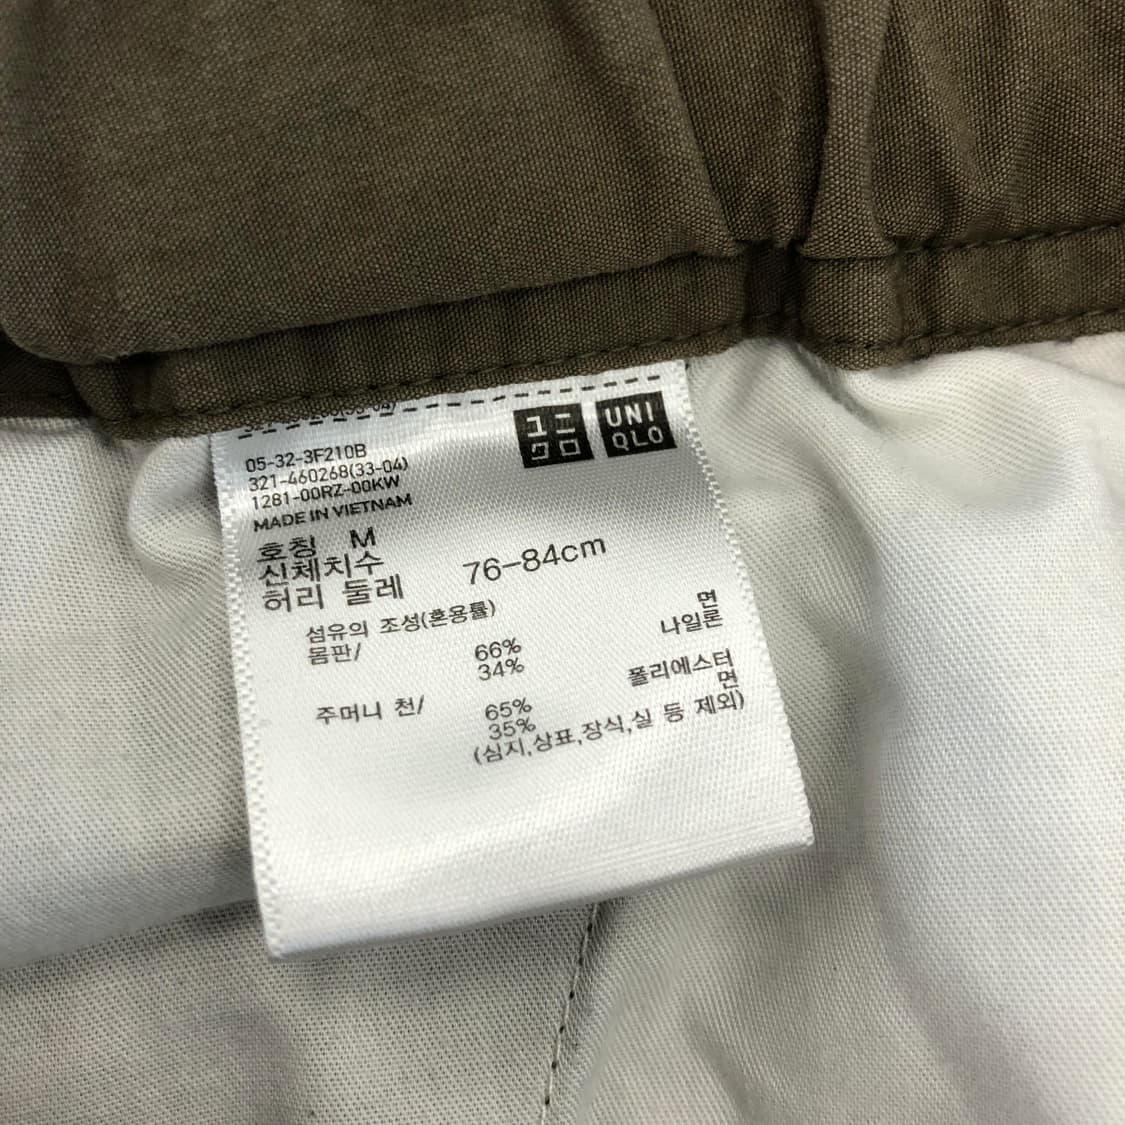 ユニ
クロ
UNI
QLO
05-32-3F210B
321-460268(33-04)
1281-00RZ-00KW
MADE IN VIETNAM
호칭 M
신체치수
허리 둘레 76-84cm
섬유의 조성(혼용률)
몸판/ 66% 면
34% 나일론
주머니 천/ 65% 폴리에스터
35% 면
(심지,상표,장식,실 등 제외)